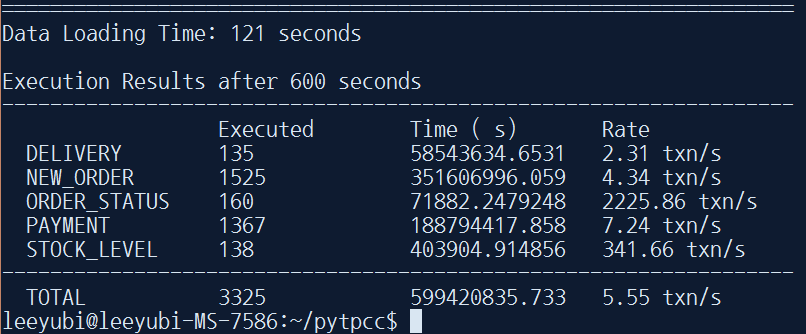 ==================================================================
Data Loading Time: 121 seconds
Execution Results after 600 seconds
------------------------------------------------------------------
                  Executed        Time ( s)       Rate
  DELIVERY        135             58543634.6531   2.31 txn/s
  NEW_ORDER       1525            351606996.059   4.34 txn/s
  ORDER_STATUS    160             71882.2479248   2225.86 txn/s
  PAYMENT         1367            188794417.858   7.24 txn/s
  STOCK_LEVEL     138             403904.914856   341.66 txn/s
------------------------------------------------------------------
  TOTAL           3325            599420835.733   5.55 txn/s
leeyubi@leeyubi-MS-7586:~/pytpcc$